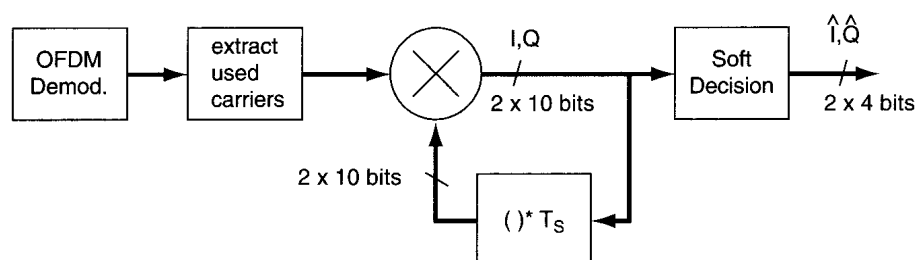 OFDM
Demod.
extract
used
carriers
I,Q
2 x 10 bits
Soft
Decision
Î,Q̂
2 x 4 bits
2 x 10 bits
( )* T_S